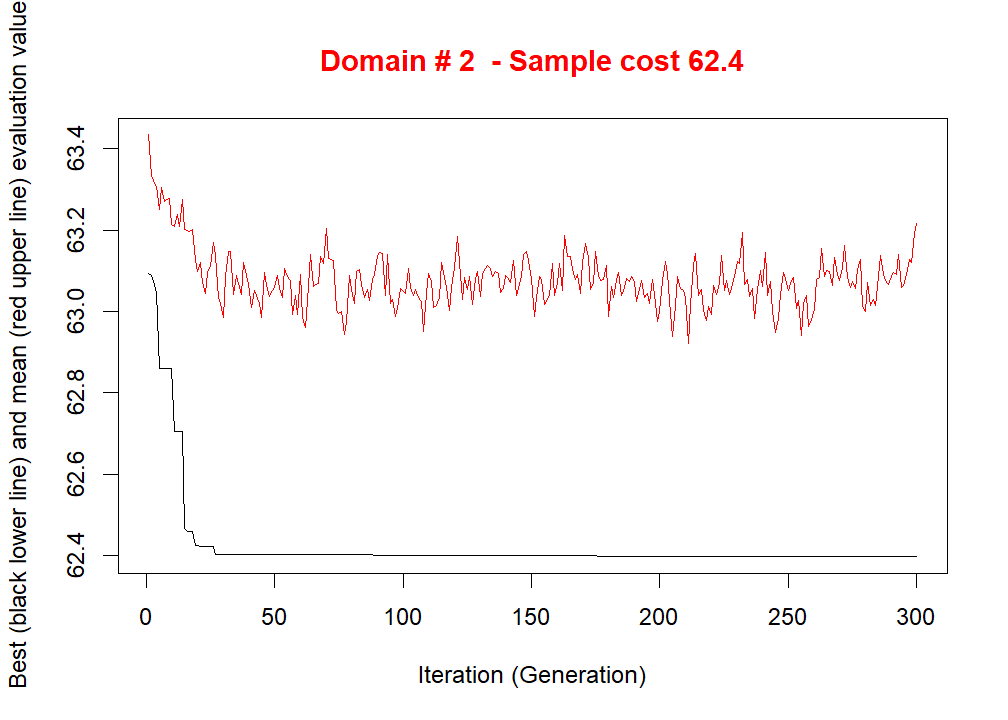 Domain # 2  - Sample cost 62.4
Best (black lower line) and mean (red upper line) evaluation value
63.4
63.2
63.0
62.8
62.6
62.4
0 50 100 150 200 250 300
Iteration (Generation)